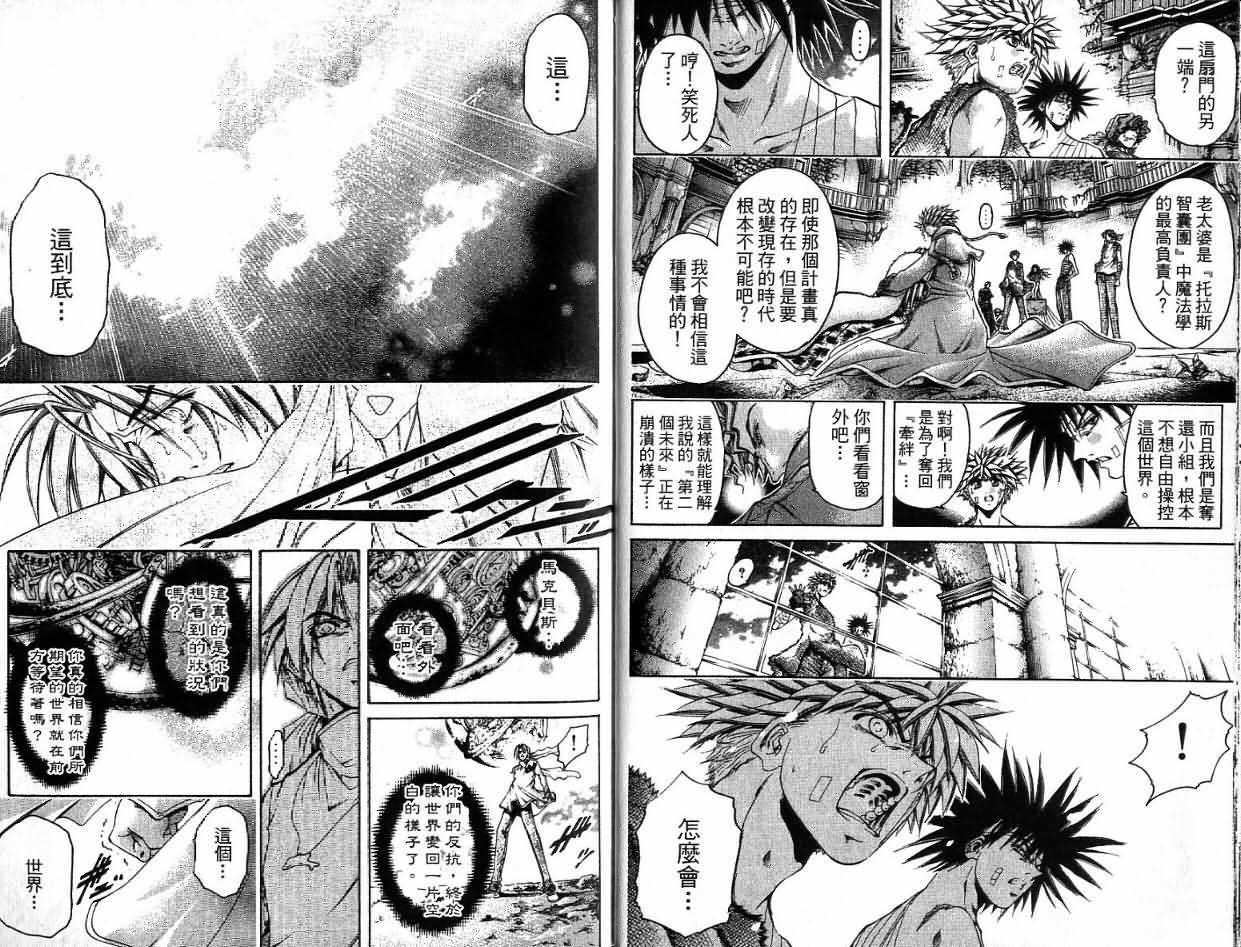 這扇門的另
一端？
⋯
哼！笑死人
了⋯
老太婆是『托拉斯
智囊團』中魔法學
的最高負責人？
⋯
即使那個計畫真
的存在，但是要
改變現存的時代
根本不可能吧？
我不會相信這
種事情的！
而且我們是奪
還小組，根本
不想自由操控
這個世界。
對啊！我們
是為了奪回
『牽絆』⋯
你們看看窗
外吧⋯
這樣就能理解
我說的『第二
個未來』正在
崩潰的樣子⋯
？
！
怎麼會⋯
這⋯
這到底⋯
馬克貝斯⋯
看看外
面吧⋯
⋯
這真的是你們
想看到的狀況
嗎？
你真的相信你們所
期望的世界就在前
方等待著嗎？
！
你們的反抗，終於
讓世界變回一片空
白的樣子了。
這個⋯
世界⋯